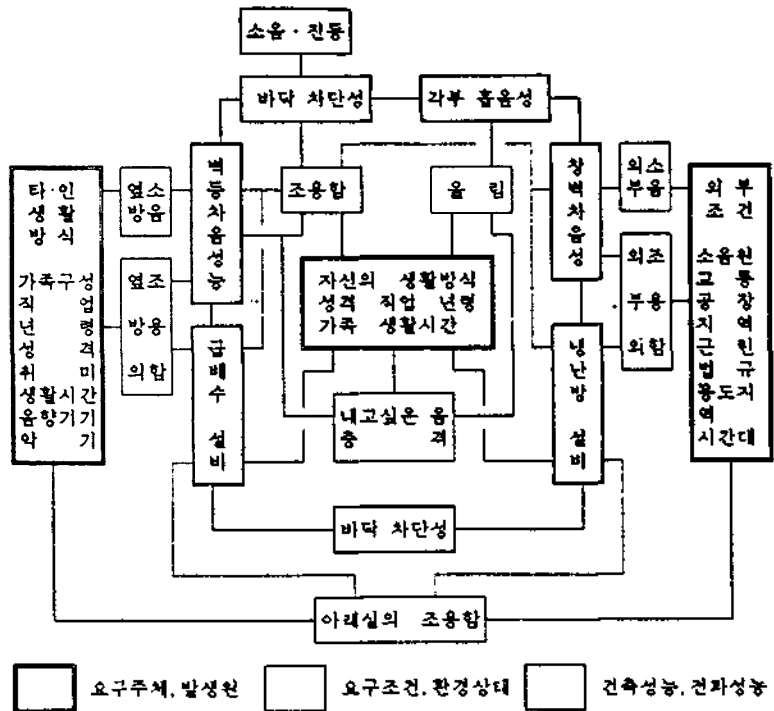 소음·진동
바닥 차단성
각부 흡음성
벽등차음성능
조용함
울림
창벽차음성
타·인
생활
방식
가족구성
직업
년령
성격
취미
생활시간
음향기기
악기
옆소
방음
옆조
방용
의함
급배수 설비
자신의 생활방식
성격 직업 년령
가족 생활시간
내고싶은 음
충격
냉난방 설비
외소
부음
외조
부용
외함
외부
조건
소음원
교통
공장
지역
근린
법규
용도지
역
시간대
바닥 차단성
아래실의 조용함
요구주체, 발생원
요구조건, 환경상태
건축성능, 전파성능